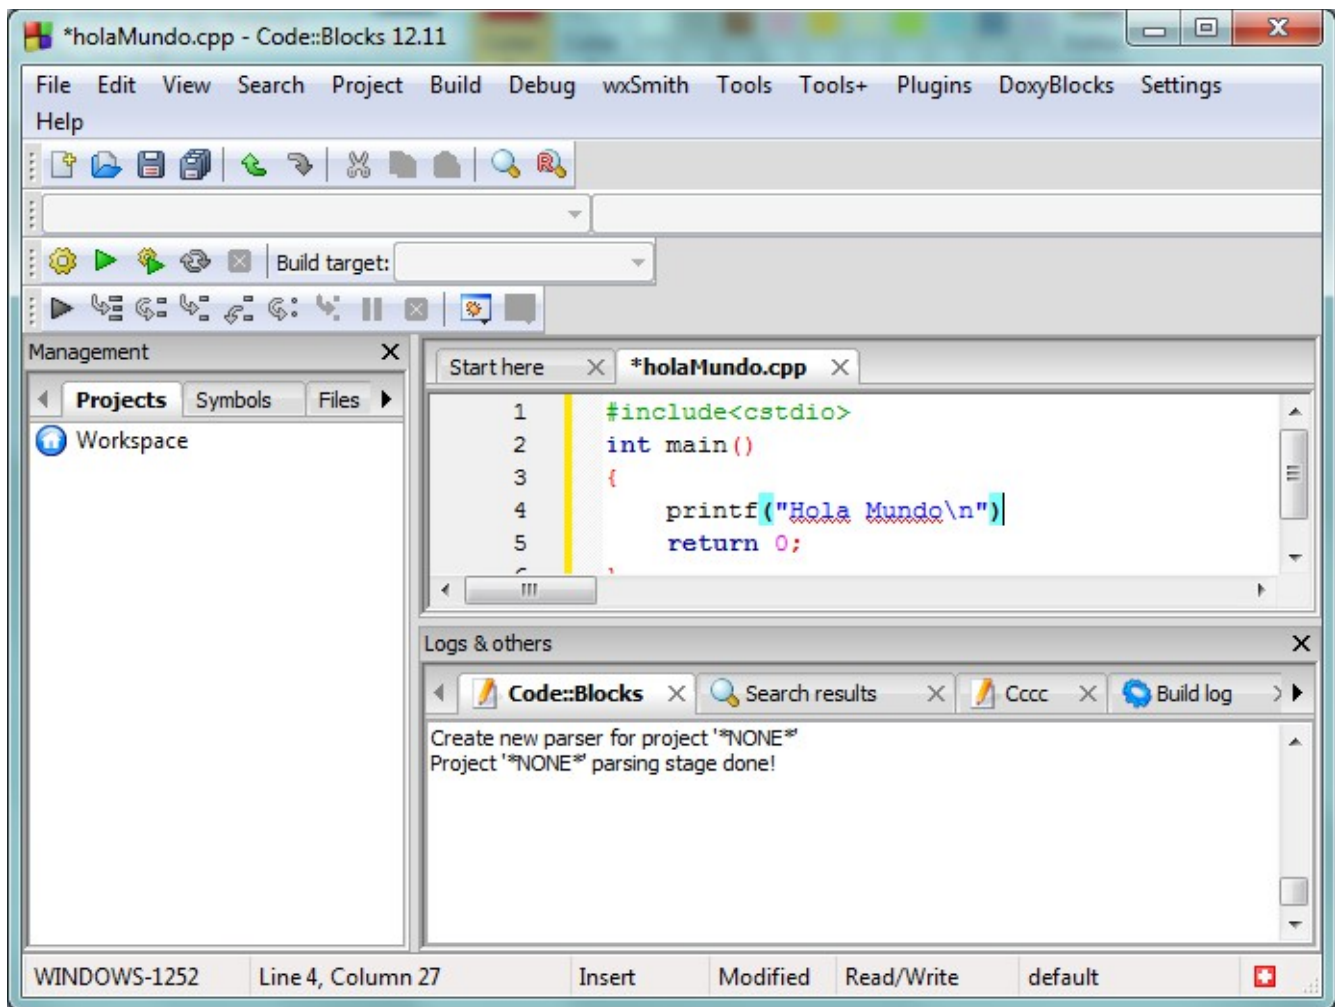 *holaMundo.cpp - Code::Blocks 12.11
File Edit View Search Project Build Debug wxSmith Tools Tools+ Plugins DoxyBlocks Settings
Help
Build target:
Management
Projects Symbols Files
Workspace
Start here *holaMundo.cpp
1 #include<cstdio>
2 int main()
3 {
4 printf("Hola Mundo\n")
5 return 0;
Logs & others
Code::Blocks Search results Cccc Build log
Create new parser for project '*NONE*'
Project '*NONE*' parsing stage done!
WINDOWS-1252 Line 4, Column 27 Insert Modified Read/Write default